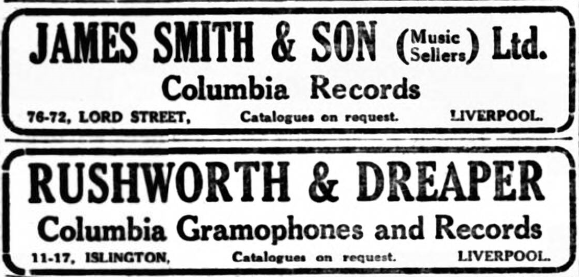 JAMES SMITH & SON (Music Sellers) Ltd.
Columbia Records
76-72, LORD STREET, Catalogues on request. LIVERPOOL.
RUSHWORTH & DREAPER
Columbia Gramophones and Records
11-17, ISLINGTON, Catalogues on request. LIVERPOOL.